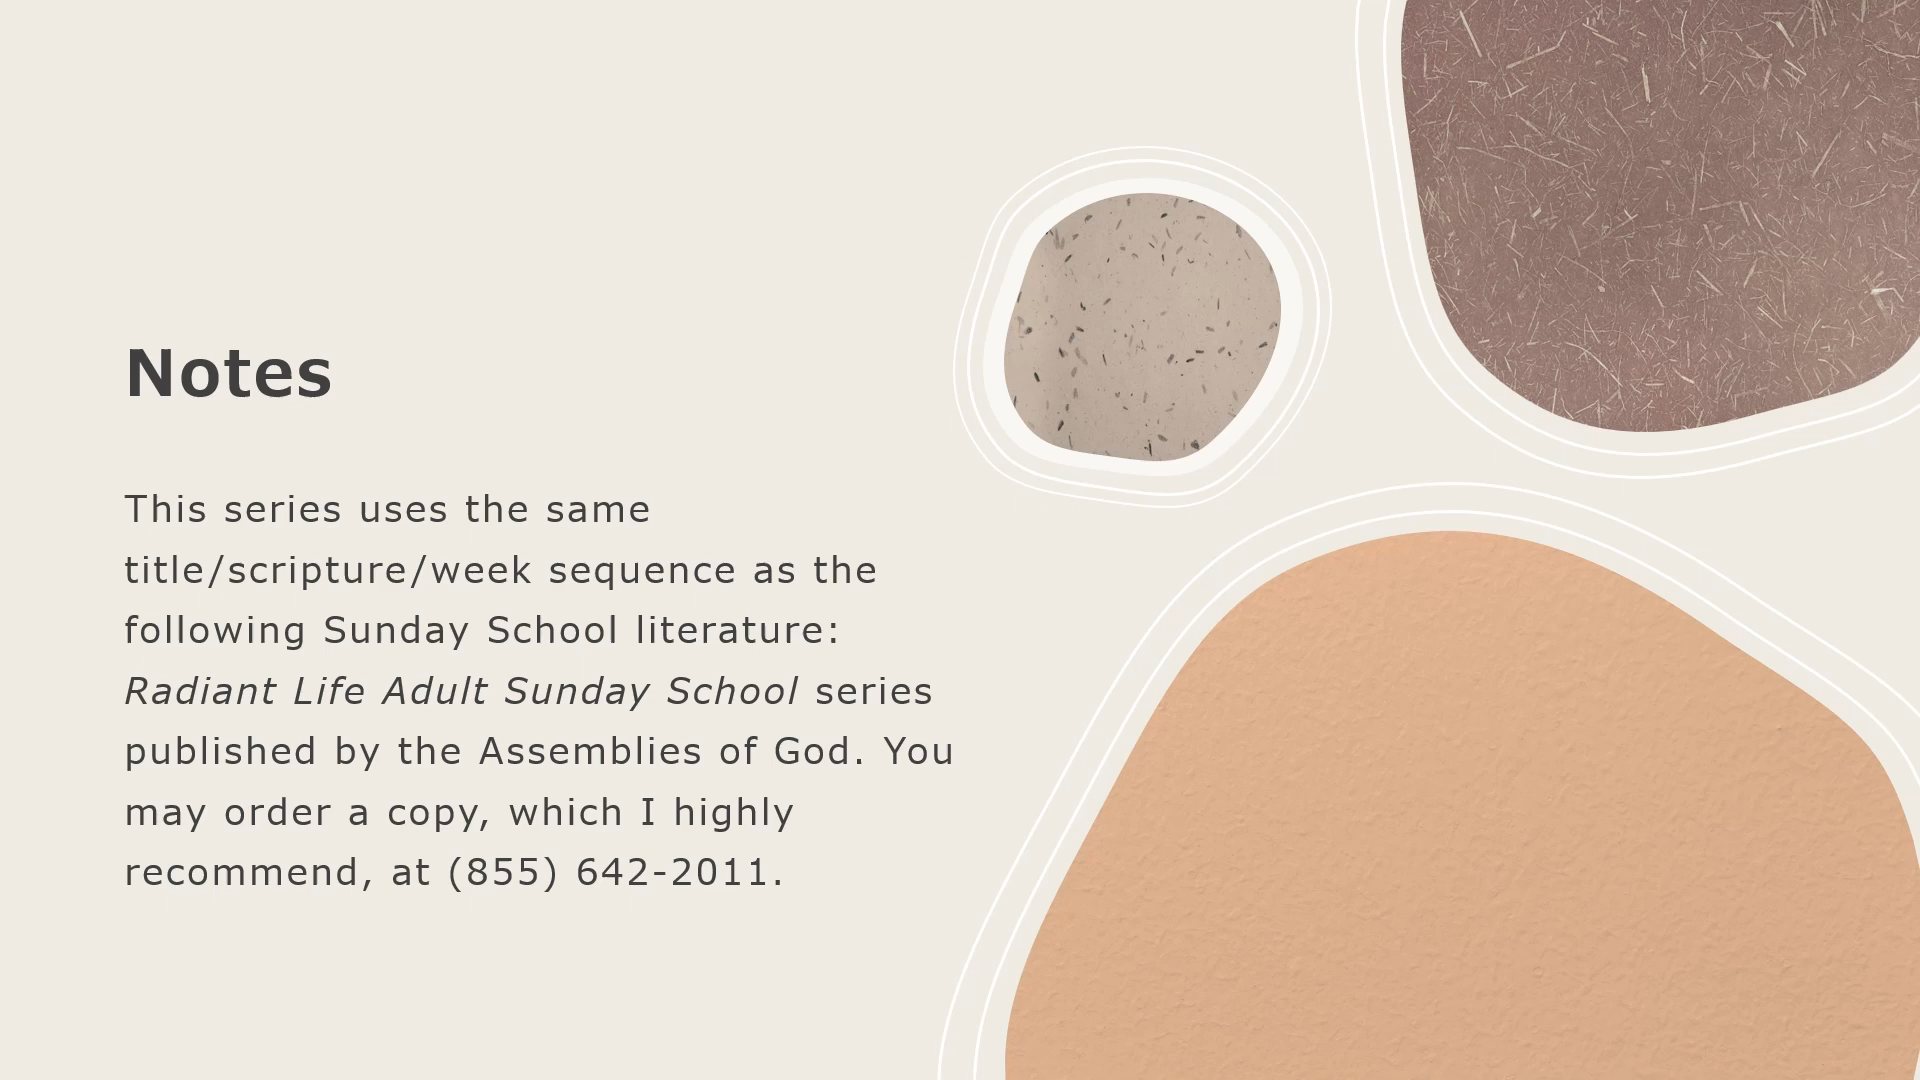 Notes
This series uses the same
title/scripture/week sequence as the
following Sunday School literature:
Radiant Life Adult Sunday School series
published by the Assemblies of God. You
may order a copy, which I highly
recommend, at (855) 642-2011.